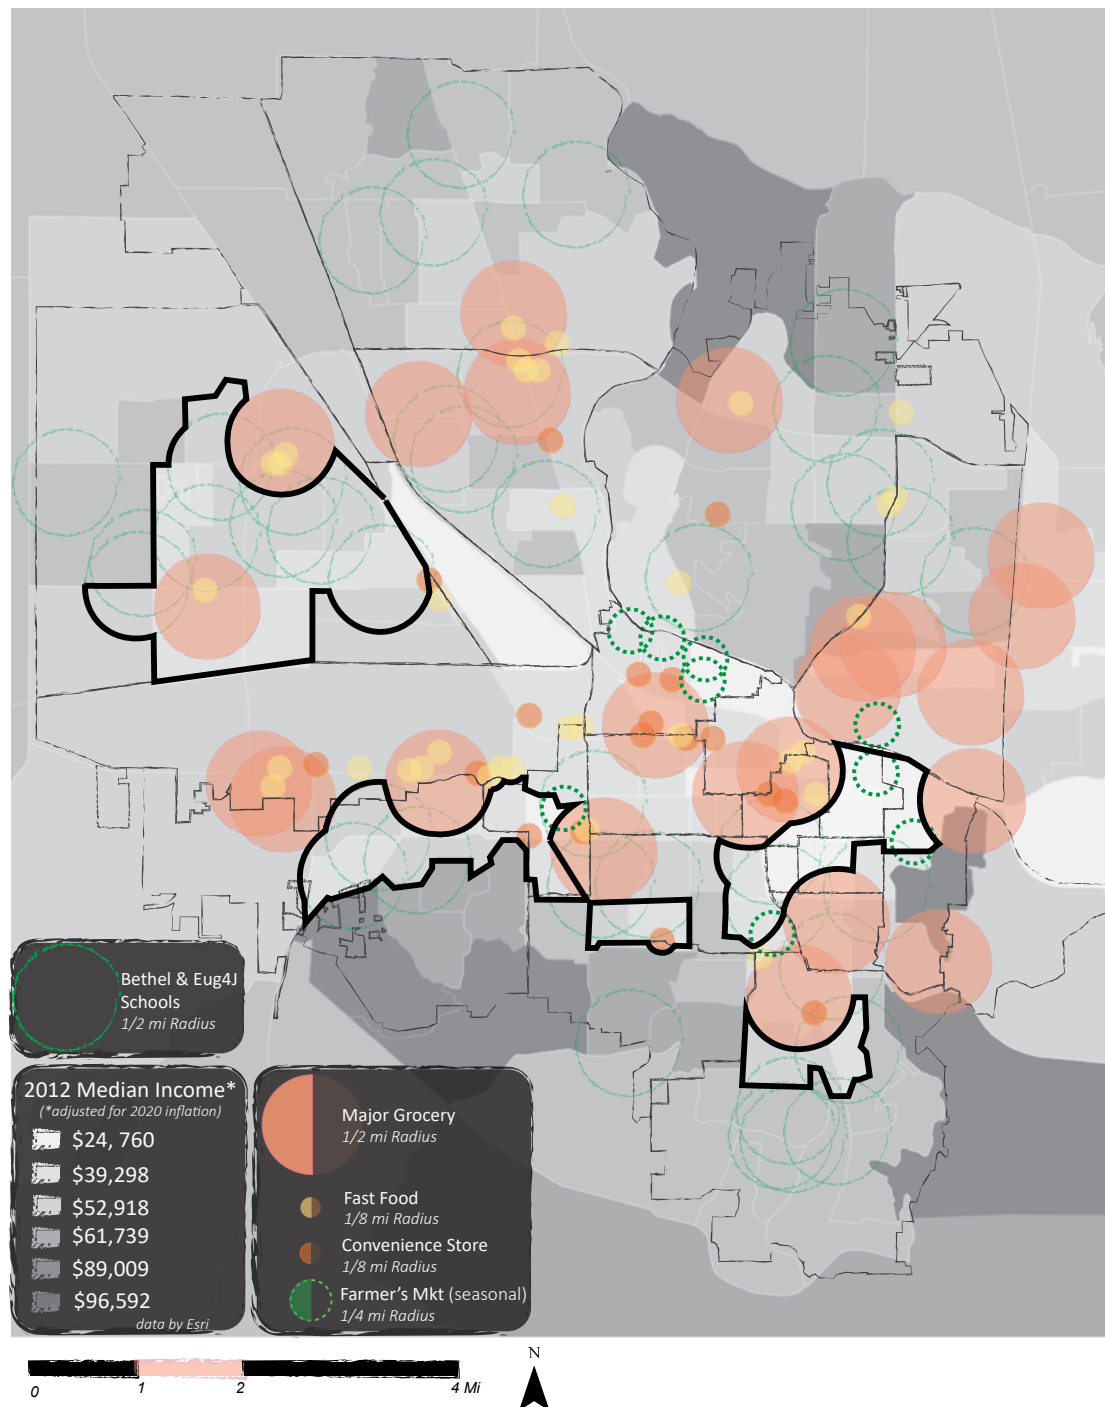 Bethel & Eug4J
Schools
1/2 mi Radius
2012 Median Income*
(*adjusted for 2020 inflation)
$24, 760
$39,298
$52,918
$61,739
$89,009
$96,592
data by Esri
Major Grocery
1/2 mi Radius
Fast Food
1/8 mi Radius
Convenience Store
1/8 mi Radius
Farmer's Mkt (seasonal)
1/4 mi Radius
0 1 2 4 Mi
N